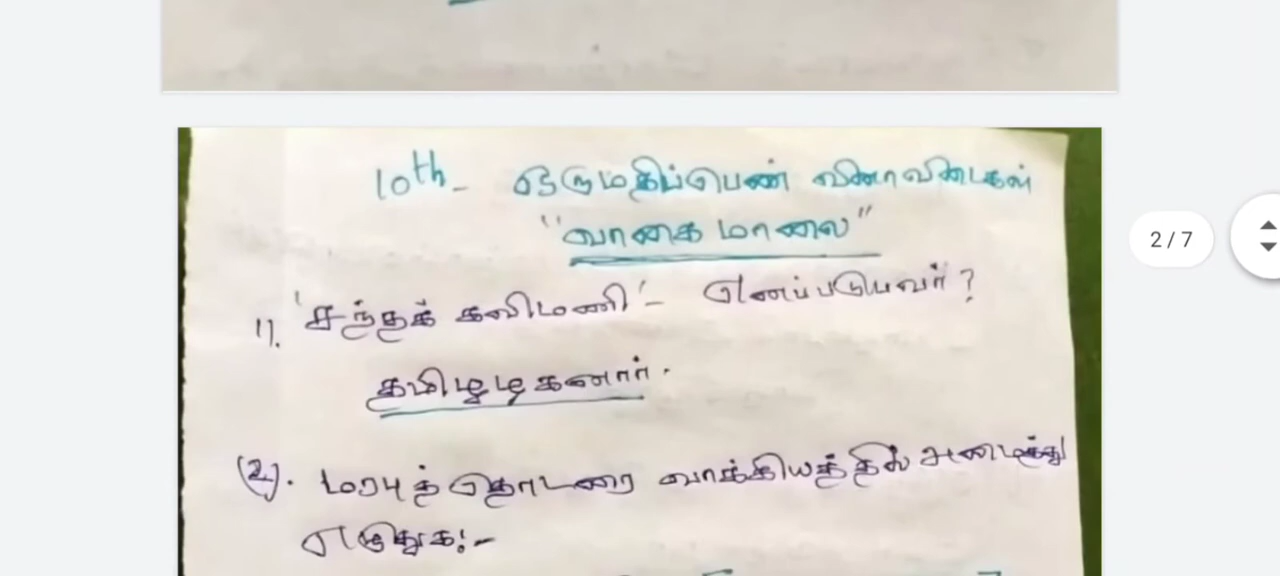 10th - ஒருமதிப்பெண் வினாவிடைகள்
"வாகை மாலை"
1). 'சந்தக் கவிமணி' - எனப்படுபவர்?
தமிழழகனார்.
(2). மரபுத் தொடரை வாக்கியத்தில் அமைத்து
எழுதுக:-
2 / 7